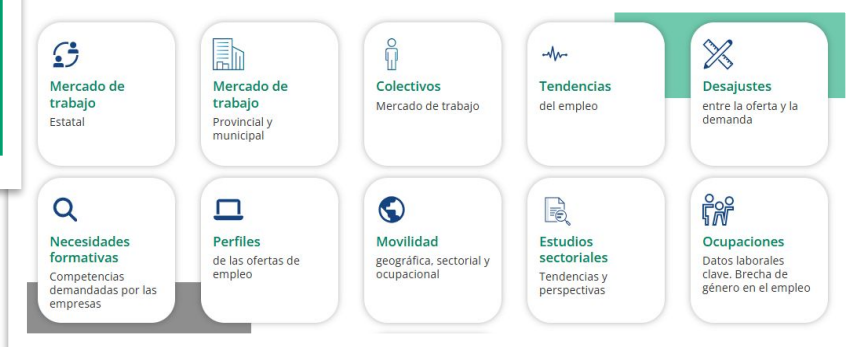 Mercado de
trabajo
Estatal
Mercado de
trabajo
Provincial y
municipal
Colectivos
Mercado de trabajo
Tendencias
del empleo
Desajustes
entre la oferta y la
demanda
Necesidades
formativas
Competencias
demandadas por las
empresas
Perfiles
de las ofertas de
empleo
Movilidad
geográfica, sectorial y
ocupacional
Estudios
sectoriales
Tendencias y
perspectivas
Ocupaciones
Datos laborales
clave. Brecha de
género en el empleo